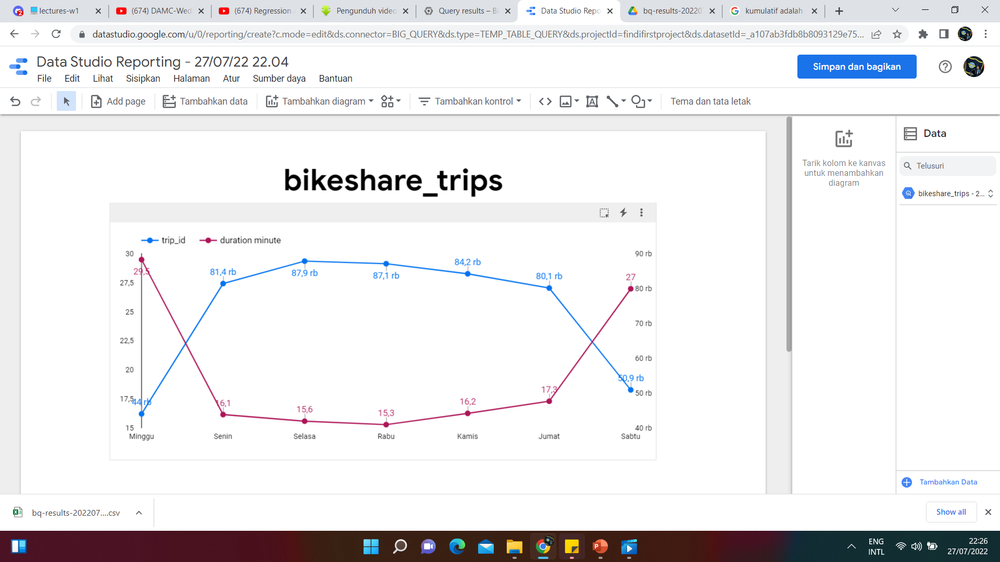 lectures-w1
(674) DAMC-Wed
(674) Regression
Pengunduh video
Query results – Bi
Data Studio Repo
bq-results-20220
kumulatif adalah
datastudio.google.com/u/0/reporting/create?c.mode=edit&ds.connector=BIG_QUERY&ds.type=TEMP_TABLE_QUERY&ds.projectId=findifirstproject&ds.datasetId=_a107ab3fdb8b8093129e75...
Data Studio Reporting - 27/07/22 22.04
File Edit Lihat Sisipkan Halaman Atur Sumber daya Bantuan
Simpan dan bagikan
Add page
Tambahkan data
Tambahkan diagram
Tambahkan kontrol
Tema dan tata letak
bikeshare_trips
trip_id duration minute
30
27,5
25
22,5
20
17,5
15
90 rb
80 rb
70 rb
60 rb
50 rb
40 rb
44 rb
81,4 rb
87,9 rb
87,1 rb
84,2 rb
80,1 rb
50,9 rb
29,5
16,1
15,6
15,3
16,2
17,3
27
Minggu Senin Selasa Rabu Kamis Jumat Sabtu
Tarik kolom ke kanvas
untuk menambahkan
diagram
Data
Telusuri
bikeshare_trips - 2...
Tambahkan Data
bq-results-202207....csv
Show all
ENG
INTL
22:26
27/07/2022